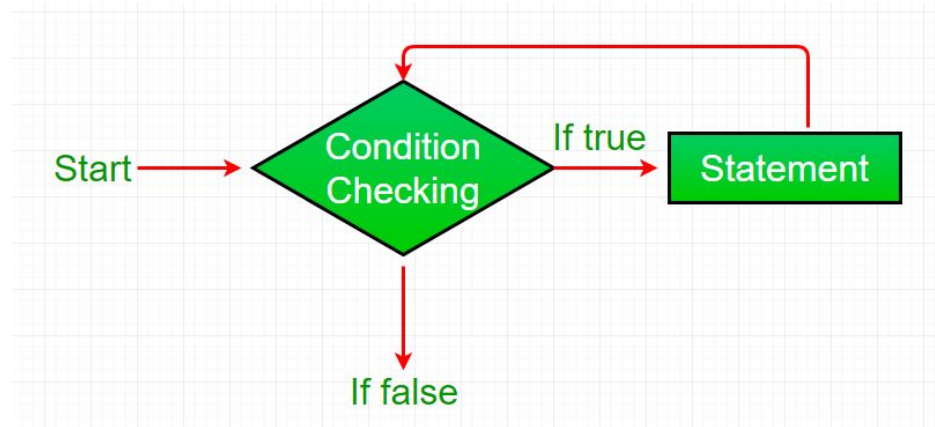 Start
Condition
Checking
If true
Statement
If false